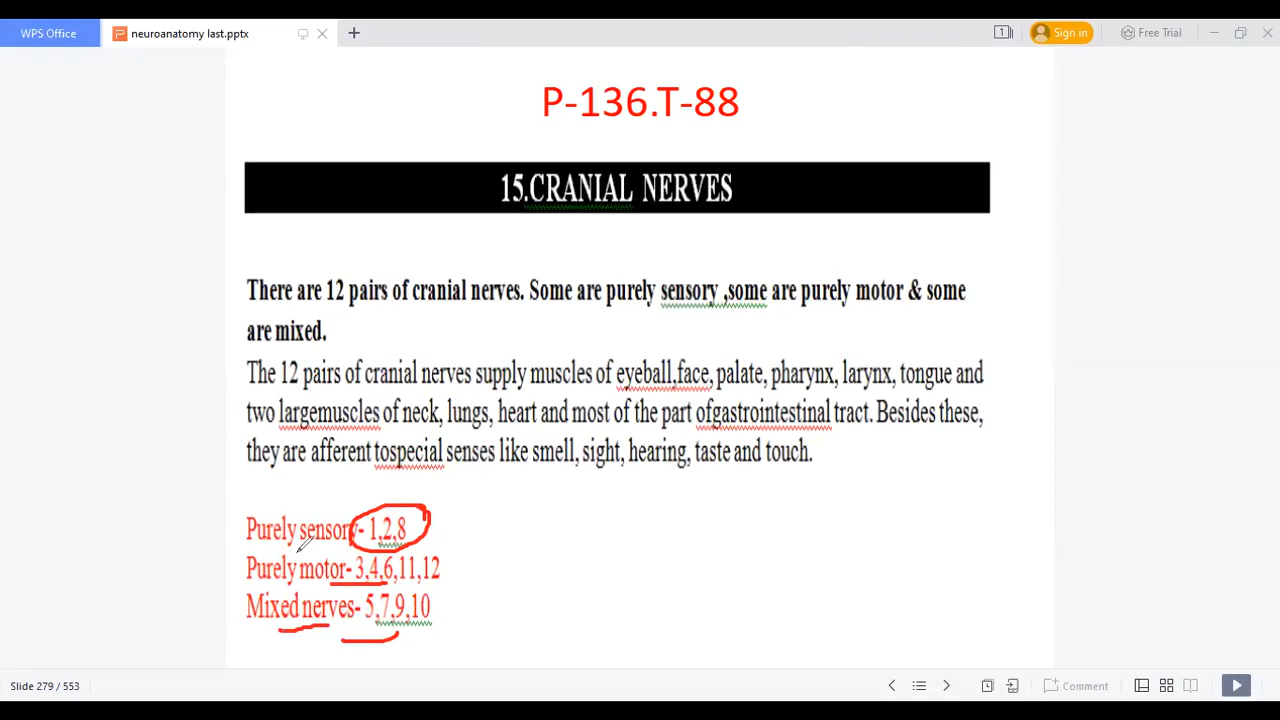 WPS Office
neuroanatomy last.pptx
1
Sign in
Free Trial
P-136.T-88
15.CRANIAL NERVES
There are 12 pairs of cranial nerves. Some are purely sensory ,some are purely motor & some
are mixed.
The 12 pairs of cranial nerves supply muscles of eyeball,face, palate, pharynx, larynx, tongue and
two largemuscles of neck, lungs, heart and most of the part ofgastrointestinal tract. Besides these,
they are afferent tospecial senses like smell, sight, hearing, taste and touch.
Purely sensory- 1,2,8
Purely motor- 3,4,6,11,12
Mixed nerves- 5,7,9,10
Slide 279 / 553
Comment